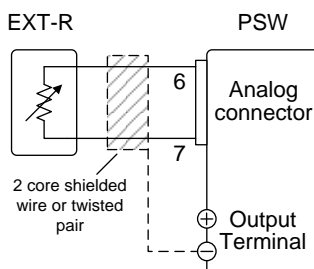 EXT-R
PSW
6
Analog
connector
7
2 core shielded
wire or twisted
pair
Output
Terminal